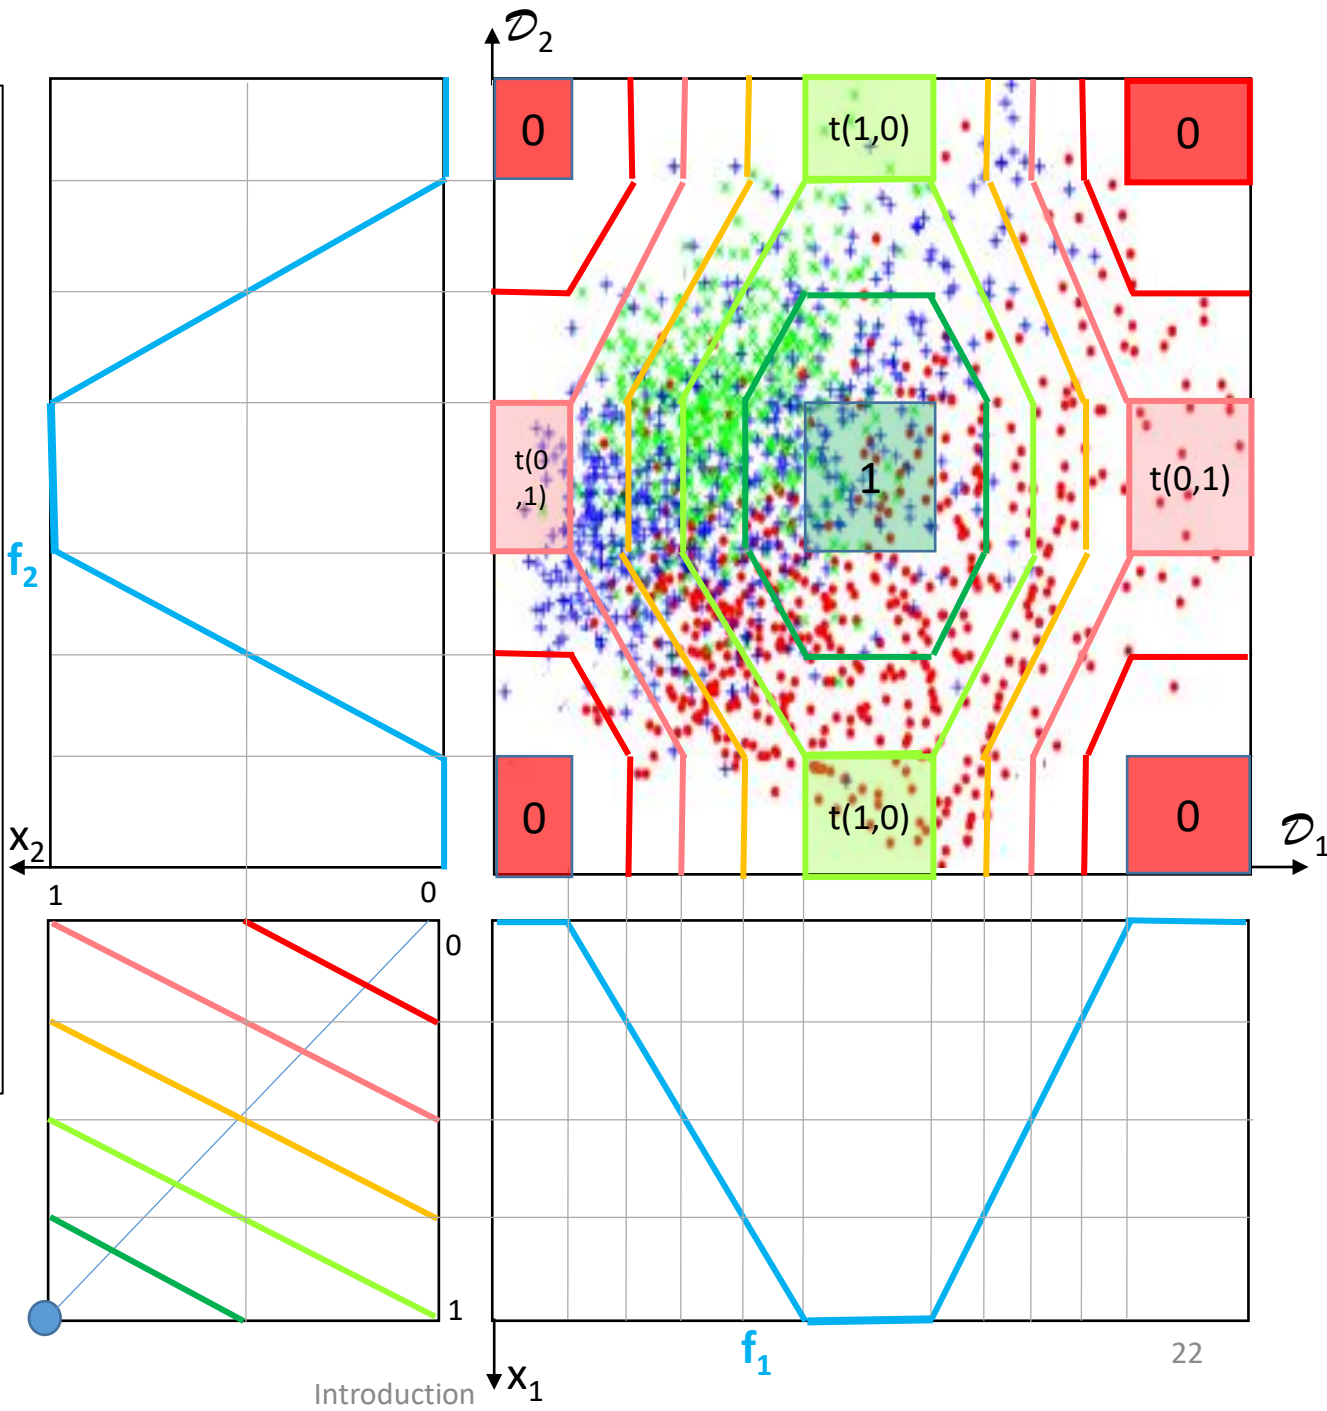 𝒟2
0
t(1,0)
0
t(0
,1)
1
t(0,1)
f2
0
t(1,0)
0
x2
𝒟1
1
0
0
1
f1
22
x1
Introduction